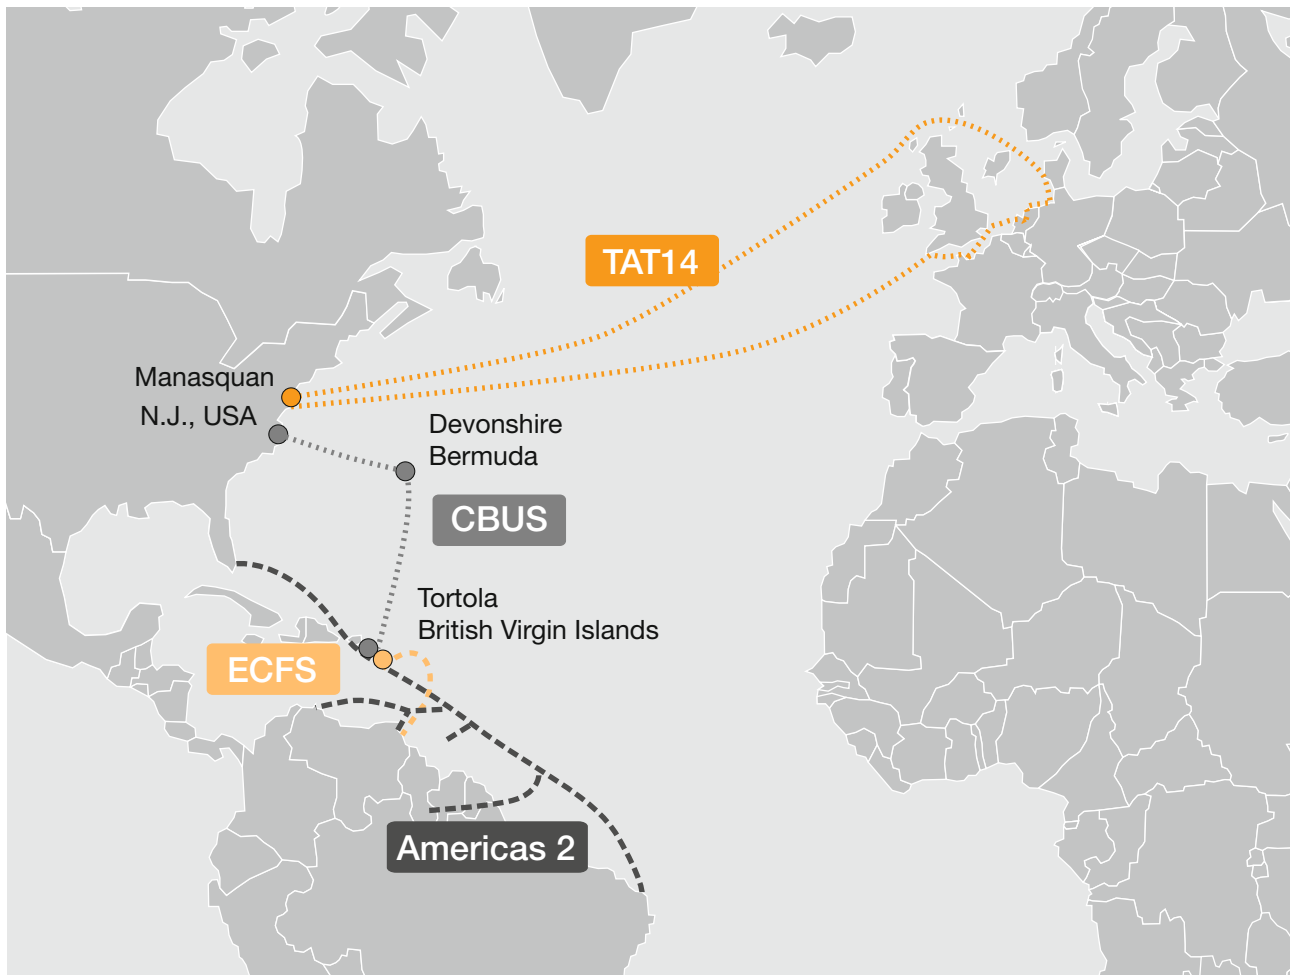 TAT14
Manasquan
N.J., USA
Devonshire
Bermuda
CBUS
Tortola
British Virgin Islands
ECFS
Americas 2